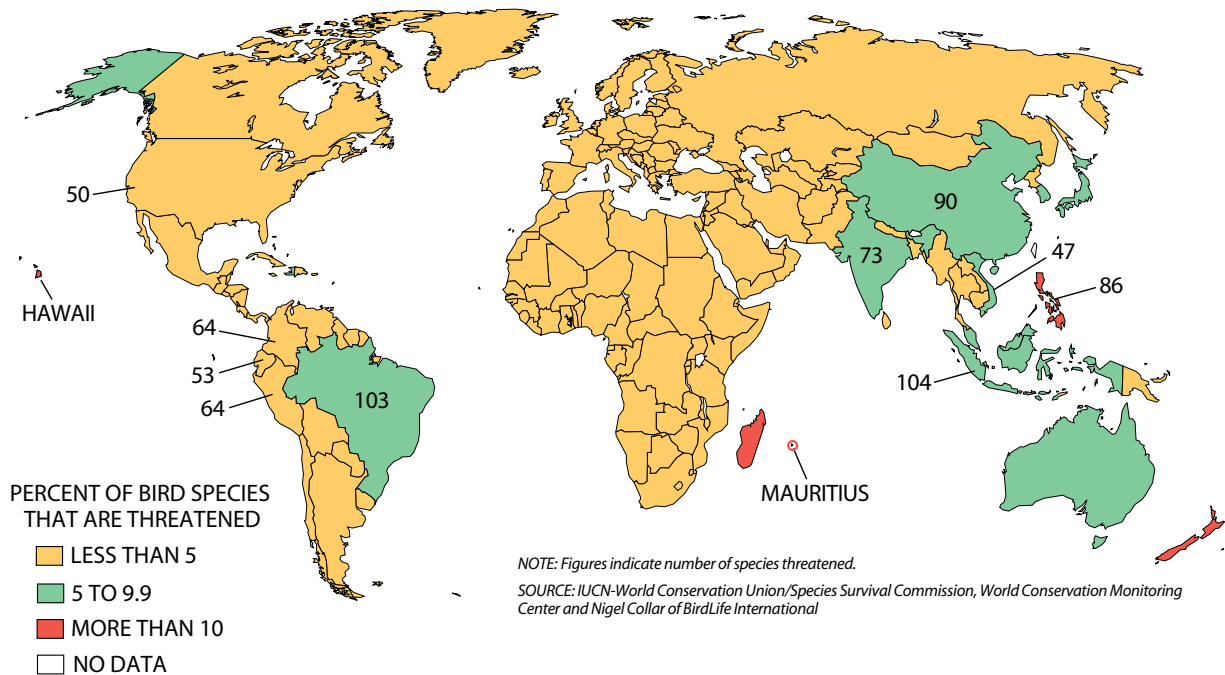 50
90
73
47
86
HAWAII
64
53
64
103
104
MAURITIUS
PERCENT OF BIRD SPECIES
THAT ARE THREATENED
LESS THAN 5
5 TO 9.9
MORE THAN 10
NO DATA
NOTE: Figures indicate number of species threatened.
SOURCE: IUCN-World Conservation Union/Species Survival Commission, World Conservation Monitoring
Center and Nigel Collar of BirdLife International